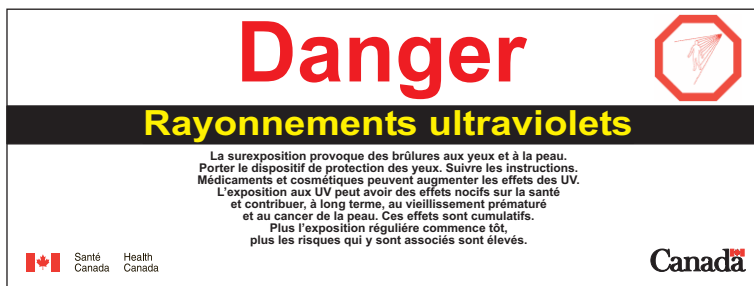 Danger
Rayonnements ultraviolets
La surexposition provoque des brûlures aux yeux et à la peau.
Porter le dispositif de protection des yeux. Suivre les instructions.
Médicaments et cosmétiques peuvent augmenter les effets des UV.
L'exposition aux UV peut avoir des effets nocifs sur la santé
et contribuer, à long terme, au vieillissement prématuré
et au cancer de la peau. Ces effets sont cumulatifs.
Plus l'exposition réguliére commence tôt,
plus les risques qui y sont associés sont élevés.
Santé Health
Canada Canada
Canada